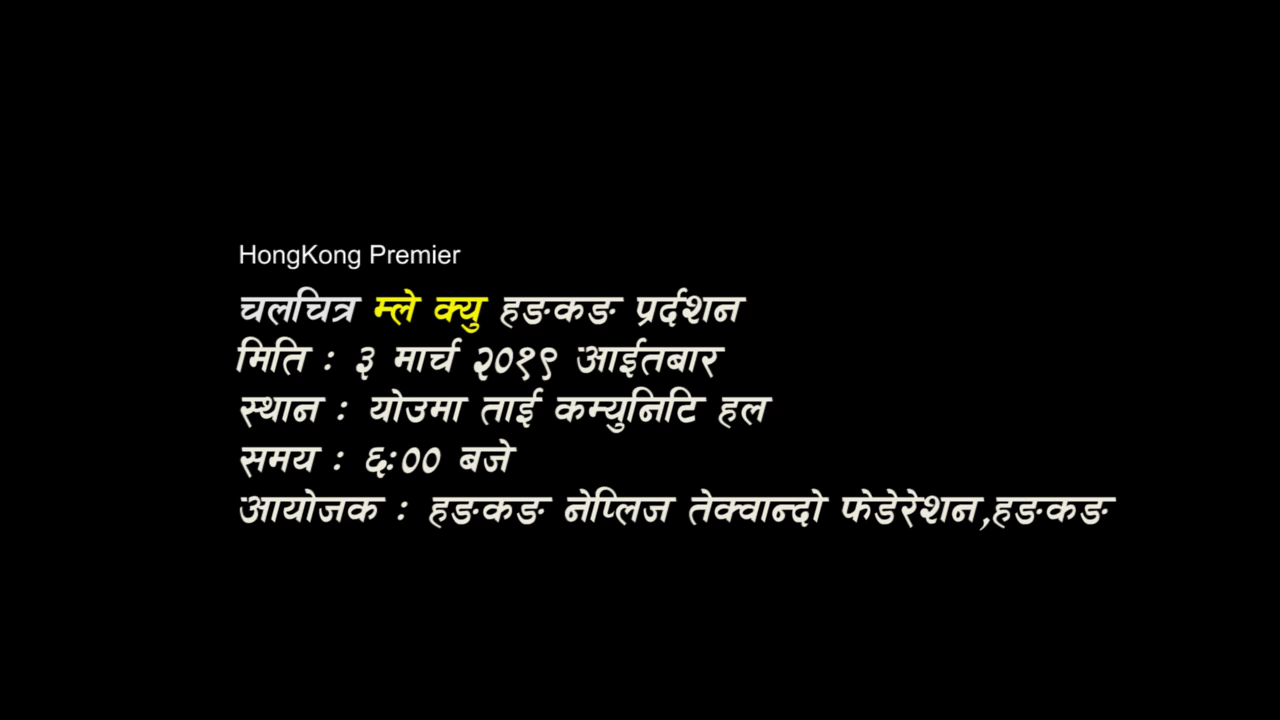 HongKong Premier
चलचित्र म्ले क्यु हङकङ प्रर्दशन
मिति : ३ मार्च २०१९ आईतबार
स्थान : योउमा ताई कम्युनिटि हल
समय : ६:०० बजे
आयोजक : हङकङ नेप्लिज तेक्वान्दो फेडेरेशन,हङकङ